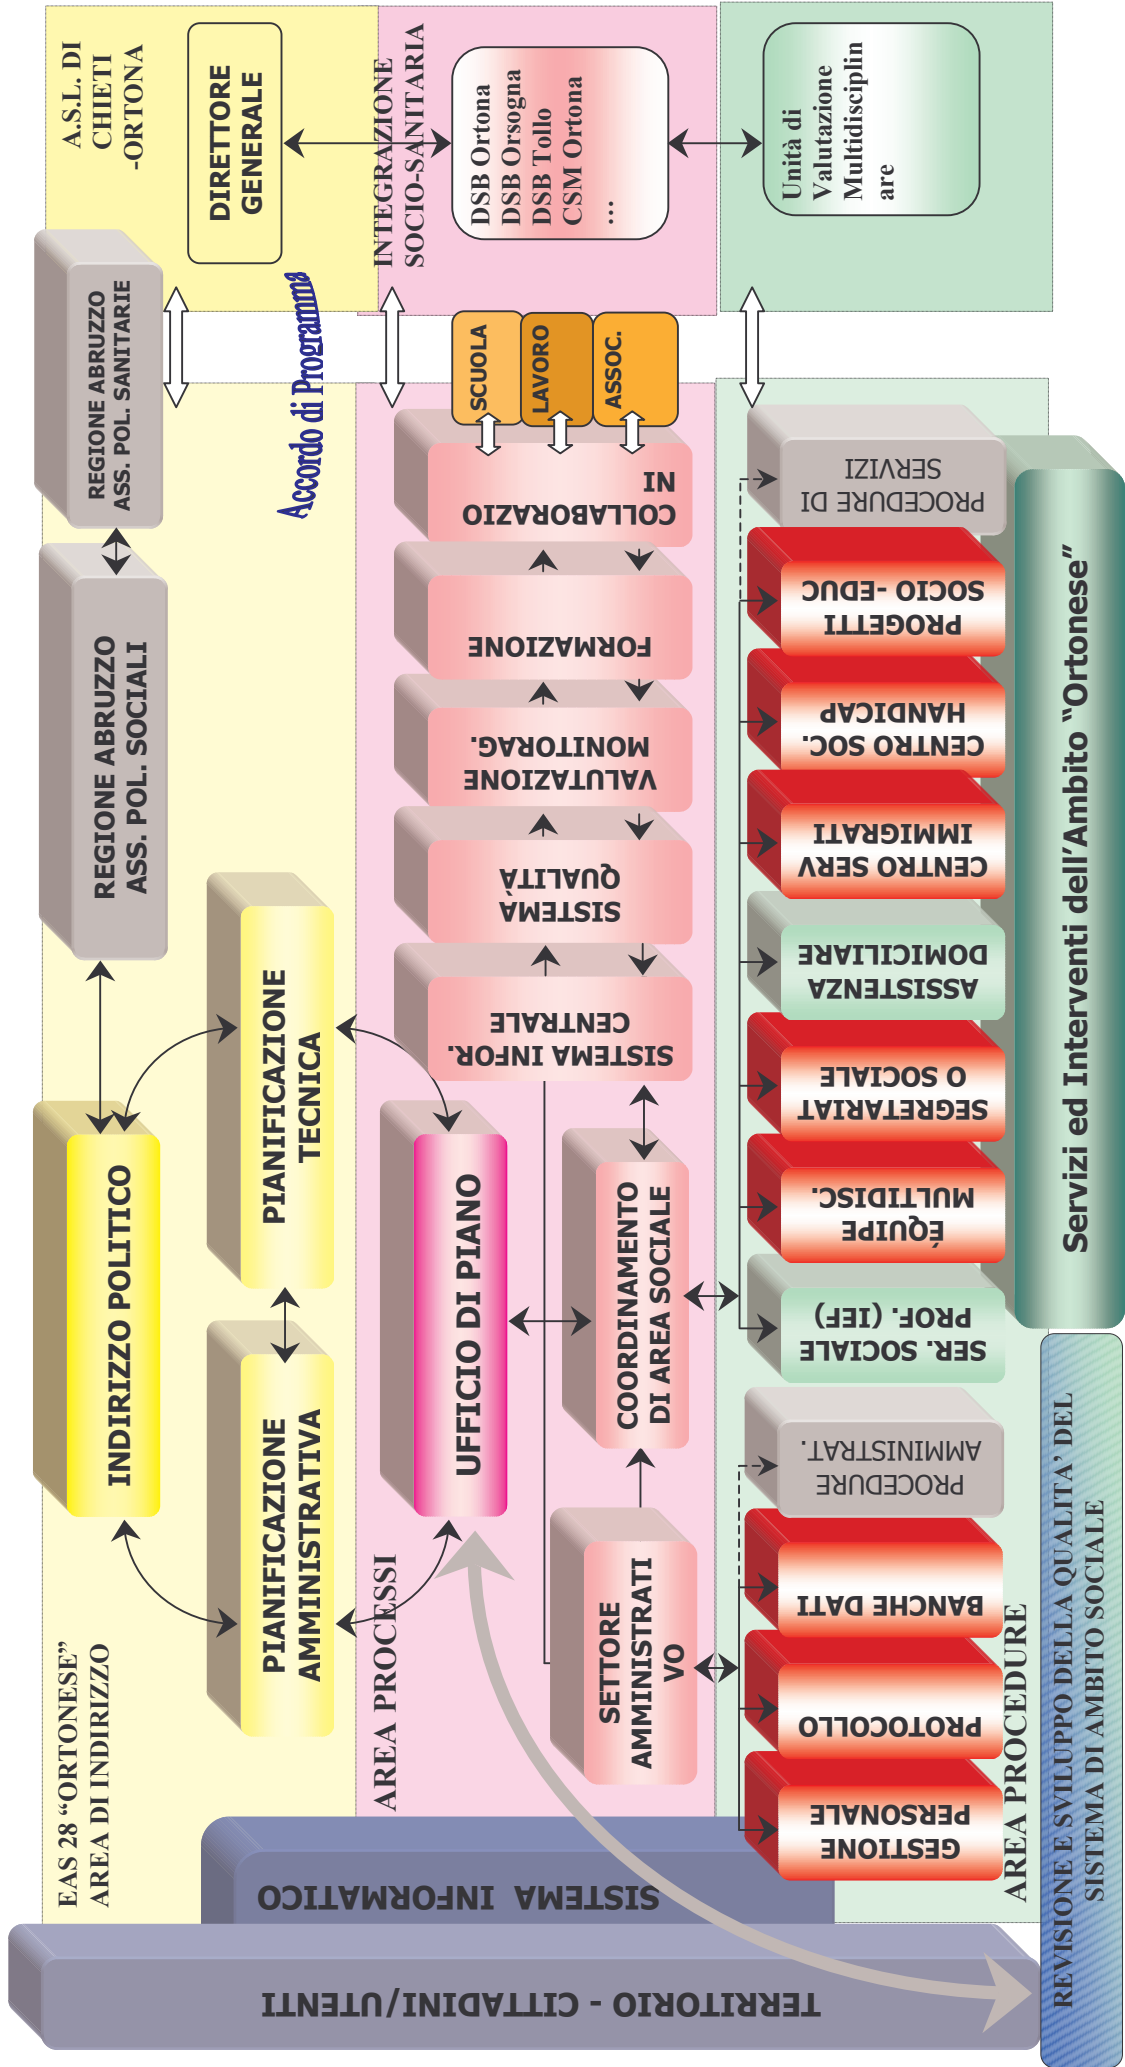 EAS 28 “ORTONESE”
AREA DI INDIRIZZO
INDIRIZZO POLITICO
REGIONE ABRUZZO
ASS. POL. SOCIALI
REGIONE ABRUZZO
ASS. POL. SANITARIE
A.S.L. DI
CHIETI
-ORTONA
DIRETTORE
GENERALE
PIANIFICAZIONE
AMMINISTRATIVA
PIANIFICAZIONE
TECNICA
Accordo di Programma
AREA PROCESSI
UFFICIO DI PIANO
SETTORE
AMMINISTRATI
VO
COORDINAMENTO
DI AREA SOCIALE
SISTEMA INFOR.
CENTRALE
SISTEMA
QUALITÀ
VALUTAZIONE
MONITORAG.
FORMAZIONE
COLLABORAZIO
NI
SCUOLA
LAVORO
ASSOC.
INTEGRAZIONE
SOCIO-SANITARIA
DSB Ortona
DSB Orsogna
DSB Tollo
CSM Ortona
…
Unità di
Valutazione
Multidisciplin
are
GESTIONE
PERSONALE
PROTOCOLLO
BANCHE DATI
PROCEDURE
AMMINISTRAT.
SER. SOCIALE
PROF. (IEF)
ÉQUIPE
MULTIDISC.
SEGRETARIAT
O SOCIALE
ASSISTENZA
DOMICILIARE
CENTRO SERV
IMMIGRATI
CENTRO SOC.
HANDICAP
PROGETTI
SOCIO -EDUC
PROCEDURE DI
SERVIZI
AREA PROCEDURE
Servizi ed Interventi dell’Ambito “Ortonese”
REVISIONE E SVILUPPO DELLA QUALITA’ DEL
SISTEMA DI AMBITO SOCIALE
SISTEMA INFORMATICO
TERRITORIO - CITTADINI/UTENTI